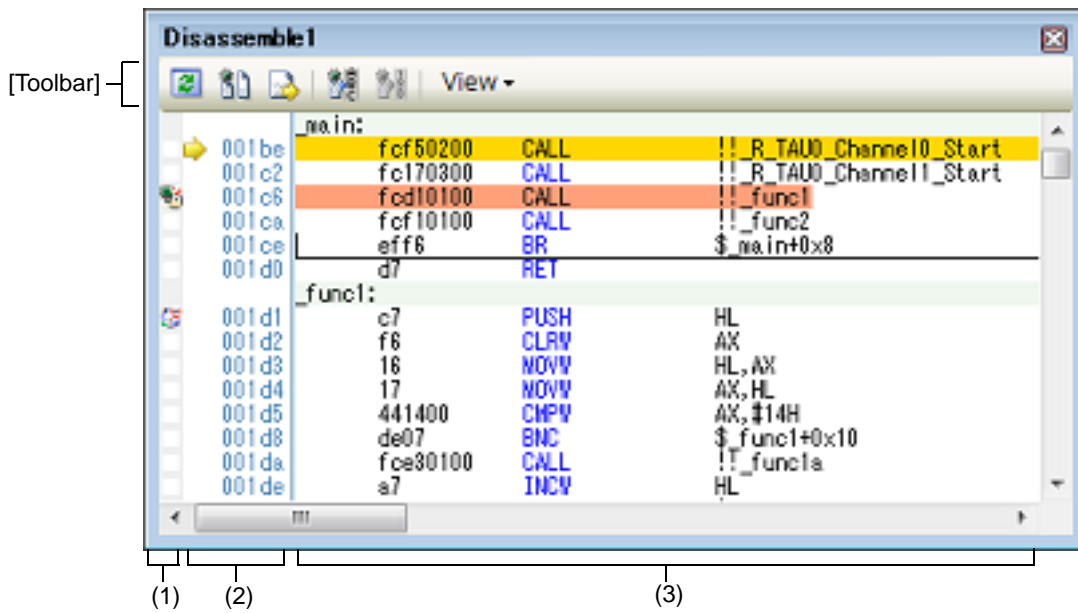 Disassemble1
[Toolbar]
View
_main:
001be fcf50200 CALL !!_R_TAU0_Channel0_Start
001c2 fc170300 CALL !!_R_TAU0_Channel1_Start
001c6 fcd10100 CALL !!_func1
001ca fcf10100 CALL !!_func2
001ce eff6 BR $_main+0x8
001d0 d7 RET
_func1:
001d1 c7 PUSH HL
001d2 f6 CLRW AX
001d3 16 MOVW HL,AX
001d4 17 MOVW AX,HL
001d5 441400 CMPW AX,#14H
001d8 de07 BNC $_func1+0x10
001da fce30100 CALL !!_func1a
001de a7 INCW HL
(1) (2) (3)